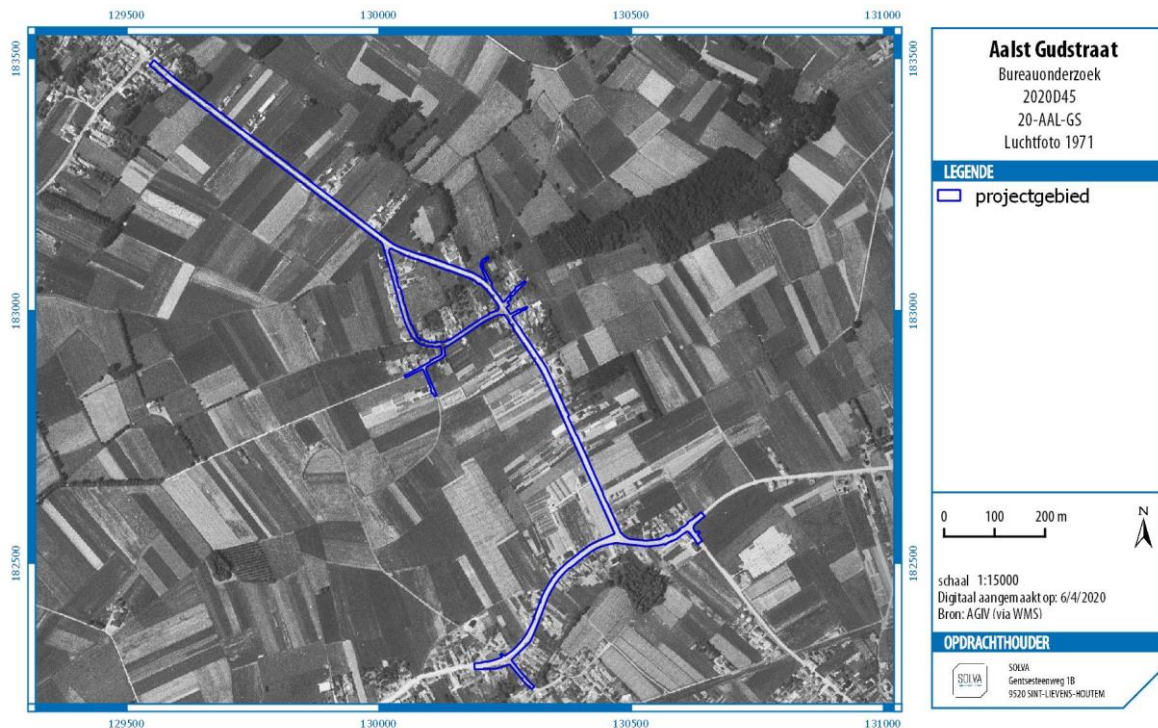 129500 130000 130500 131000
183500 183500
183000 183000
182500 182500
129500 130000 130500 131000
Aalst Gudstraat
Bureauonderzoek
2020D45
20-AAL-GS
Luchtfoto 1971
LEGENDE
projectgebied
0 100 200 m
N
schaal 1:15000
Digitaal aangemaakt op: 6/4/2020
Bron: AGIV (via WMS)
OPDRACHTHOUDER
SOLVA
SOLVA
Gentsesteenweg 1B
9520 SINT-LIEVENS-HOUTEM